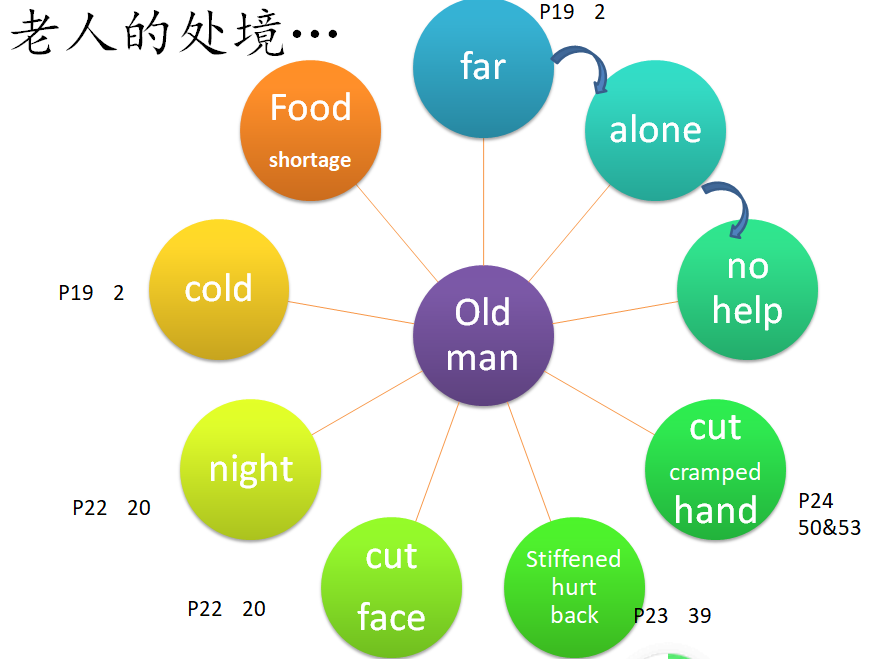 老人的处境…
P19 2
far
alone
no
help
cut
cramped
hand
P24
50&53
Stiffened
hurt
back
P23 39
cut
face
P22 20
night
P22 20
cold
P19 2
Food
shortage
Old
man